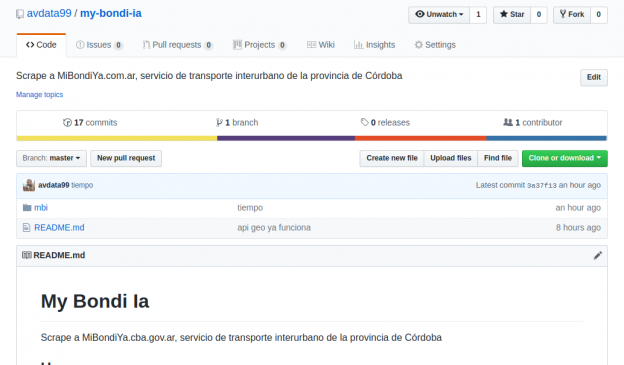 avdata99 / my-bondi-ia
Unwatch 1 Star 0 Fork 0
Code Issues 0 Pull requests 0 Projects 0 Wiki Insights Settings
Scrape a MiBondiYa.com.ar, servicio de transporte interurbano de la provincia de Córdoba
Edit
Manage topics
17 commits 1 branch 0 releases 1 contributor
Branch: master New pull request Create new file Upload files Find file Clone or download
avdata99 tiempo Latest commit 3a37f13 an hour ago
mbi tiempo an hour ago
README.md api geo ya funciona 8 hours ago
README.md
My Bondi Ia
Scrape a MiBondiYa.cba.gov.ar, servicio de transporte interurbano de la provincia de Córdoba